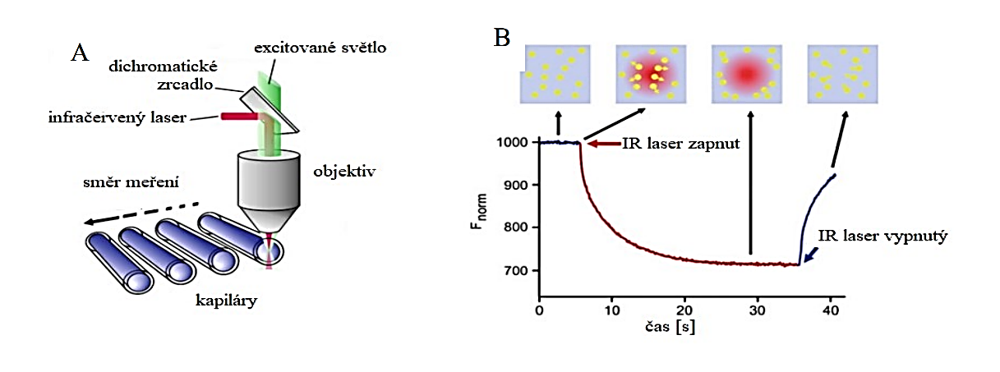 A
excitované světlo
dichromatické
zrcadlo
infračervený laser
objektiv
směr meření
kapiláry
B
1000
900
800
700
F norm
IR laser zapnut
IR laser vypnutý
0
10
20
30
40
čas [s]